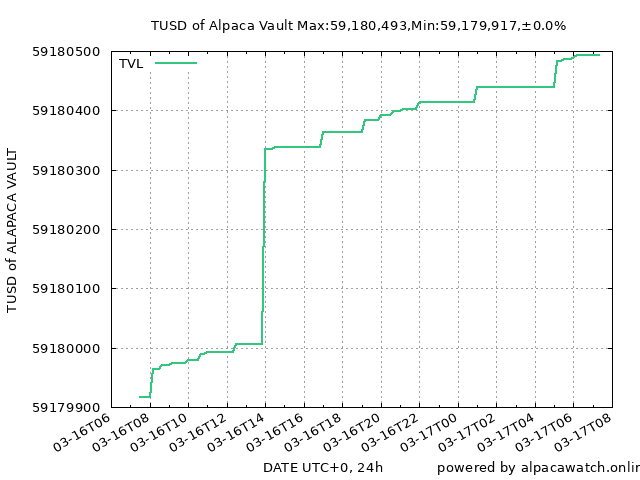 TUSD of Alpaca Vault Max:59,180,493,Min:59,179,917,±0.0%
TVL
59180500
59180400
59180300
59180200
59180100
59180000
59179900
TUSD of ALAPACA VAULT
03-16T06
03-16T08
03-16T10
03-16T12
03-16T14
03-16T16
03-16T18
03-16T20
03-16T22
03-17T00
03-17T02
03-17T04
03-17T06
03-17T08
DATE UTC+0, 24h
powered by alpacawatch.onlin